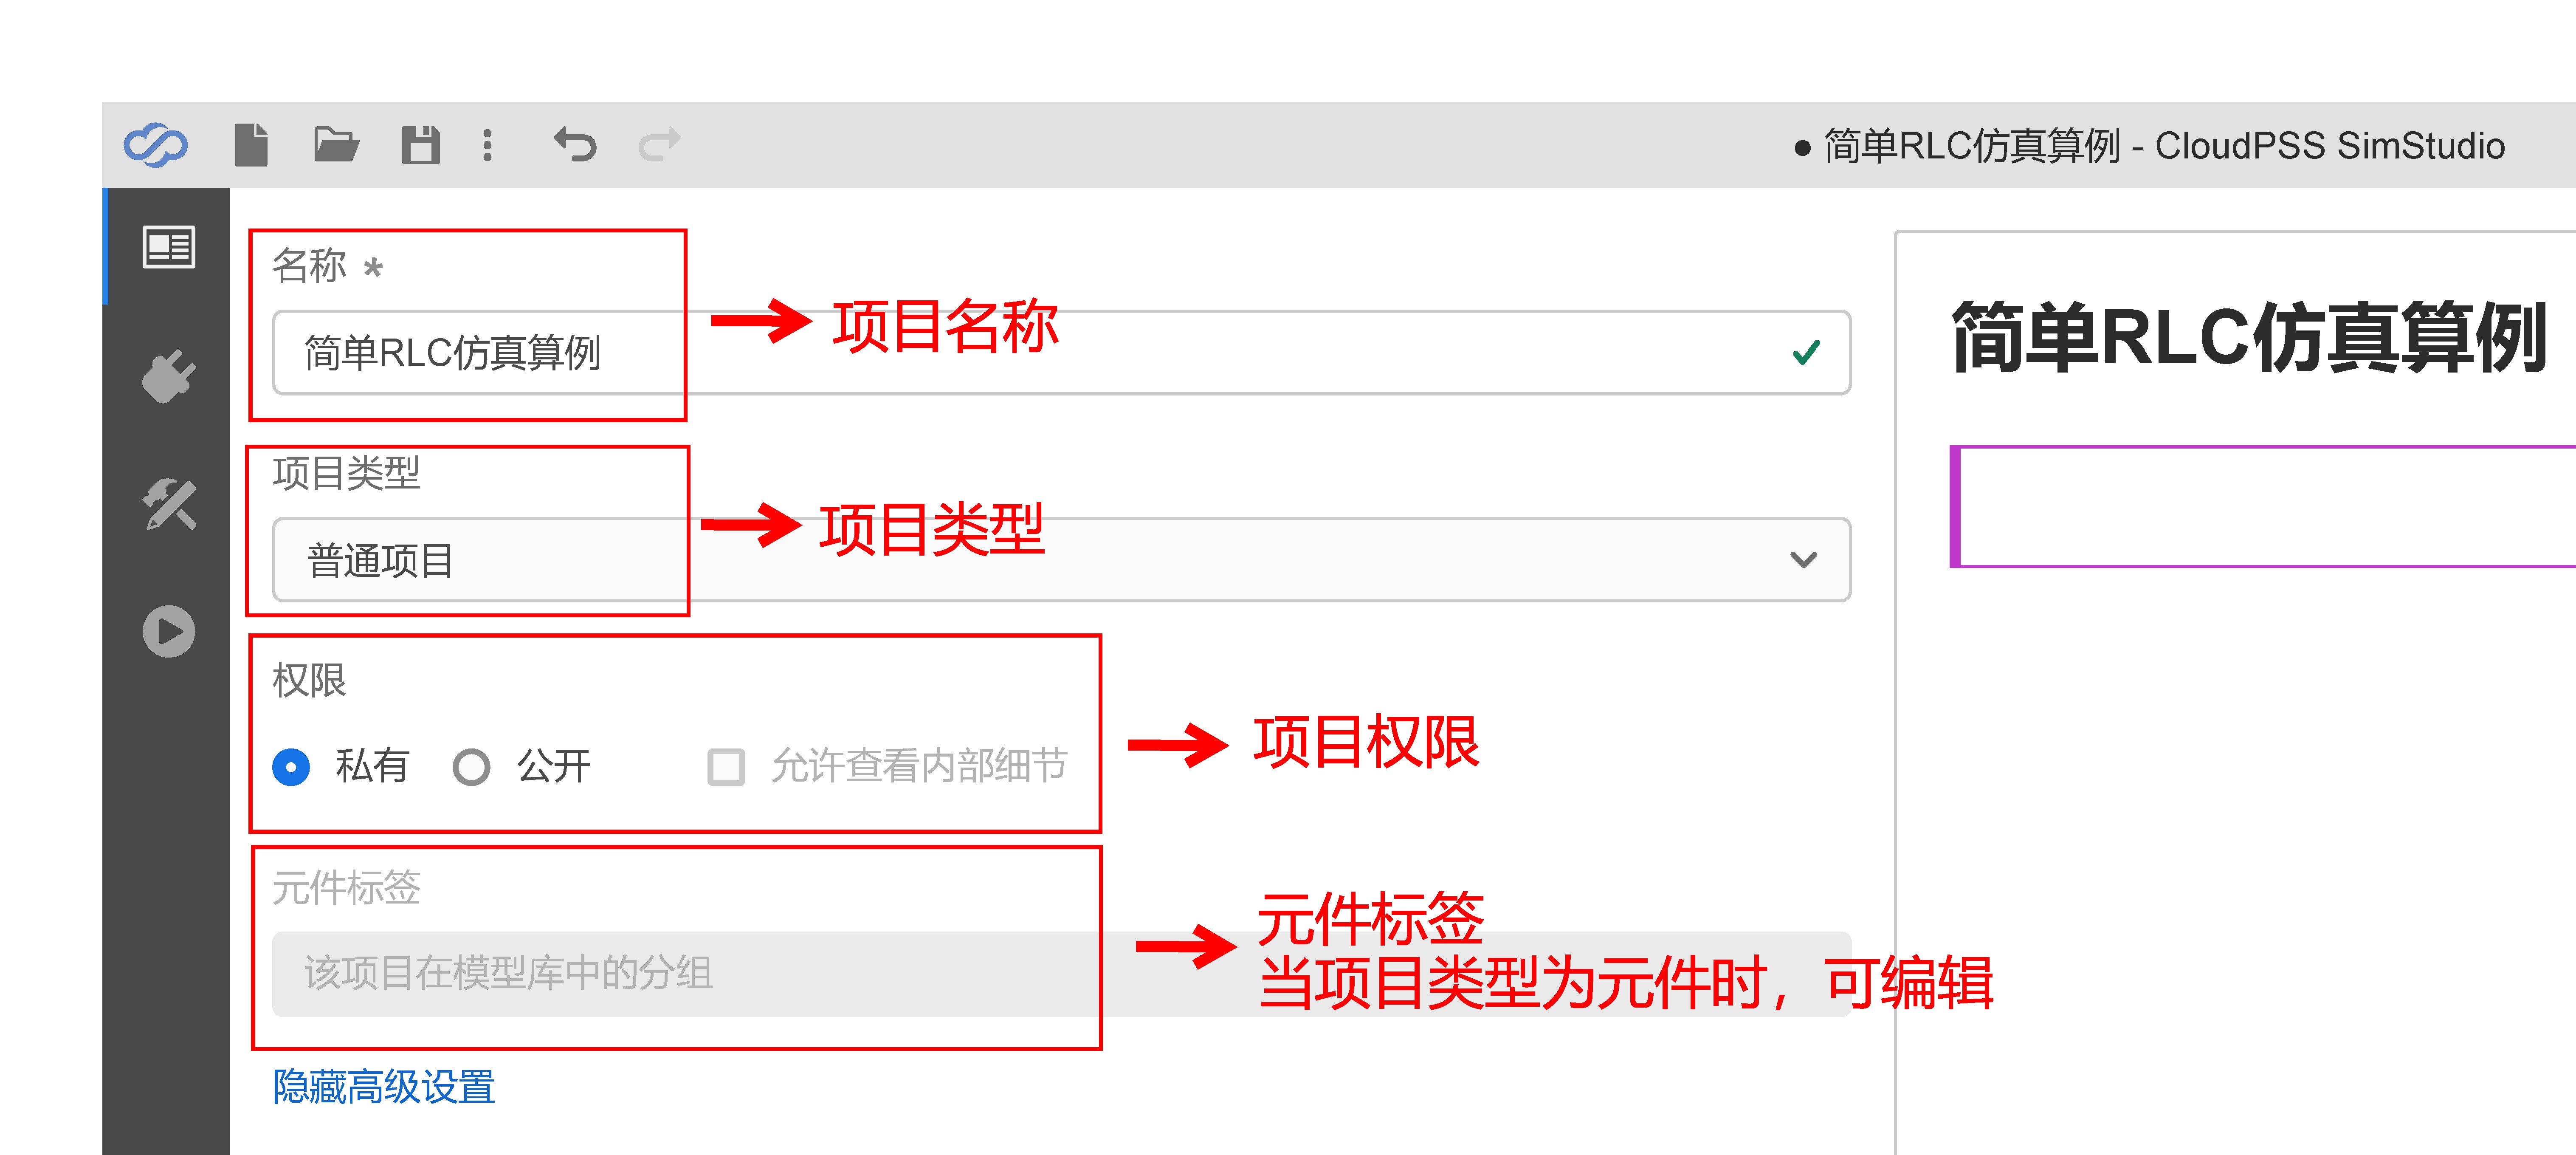 ● 简单RLC仿真算例 - CloudPSS SimStudio
名称 *
简单RLC仿真算例
项目名称
简单RLC仿真算例
项目类型
普通项目
项目类型
权限
私有 公开 允许查看内部细节
项目权限
元件标签
该项目在模型库中的分组
元件标签
当项目类型为元件时，可编辑
隐藏高级设置